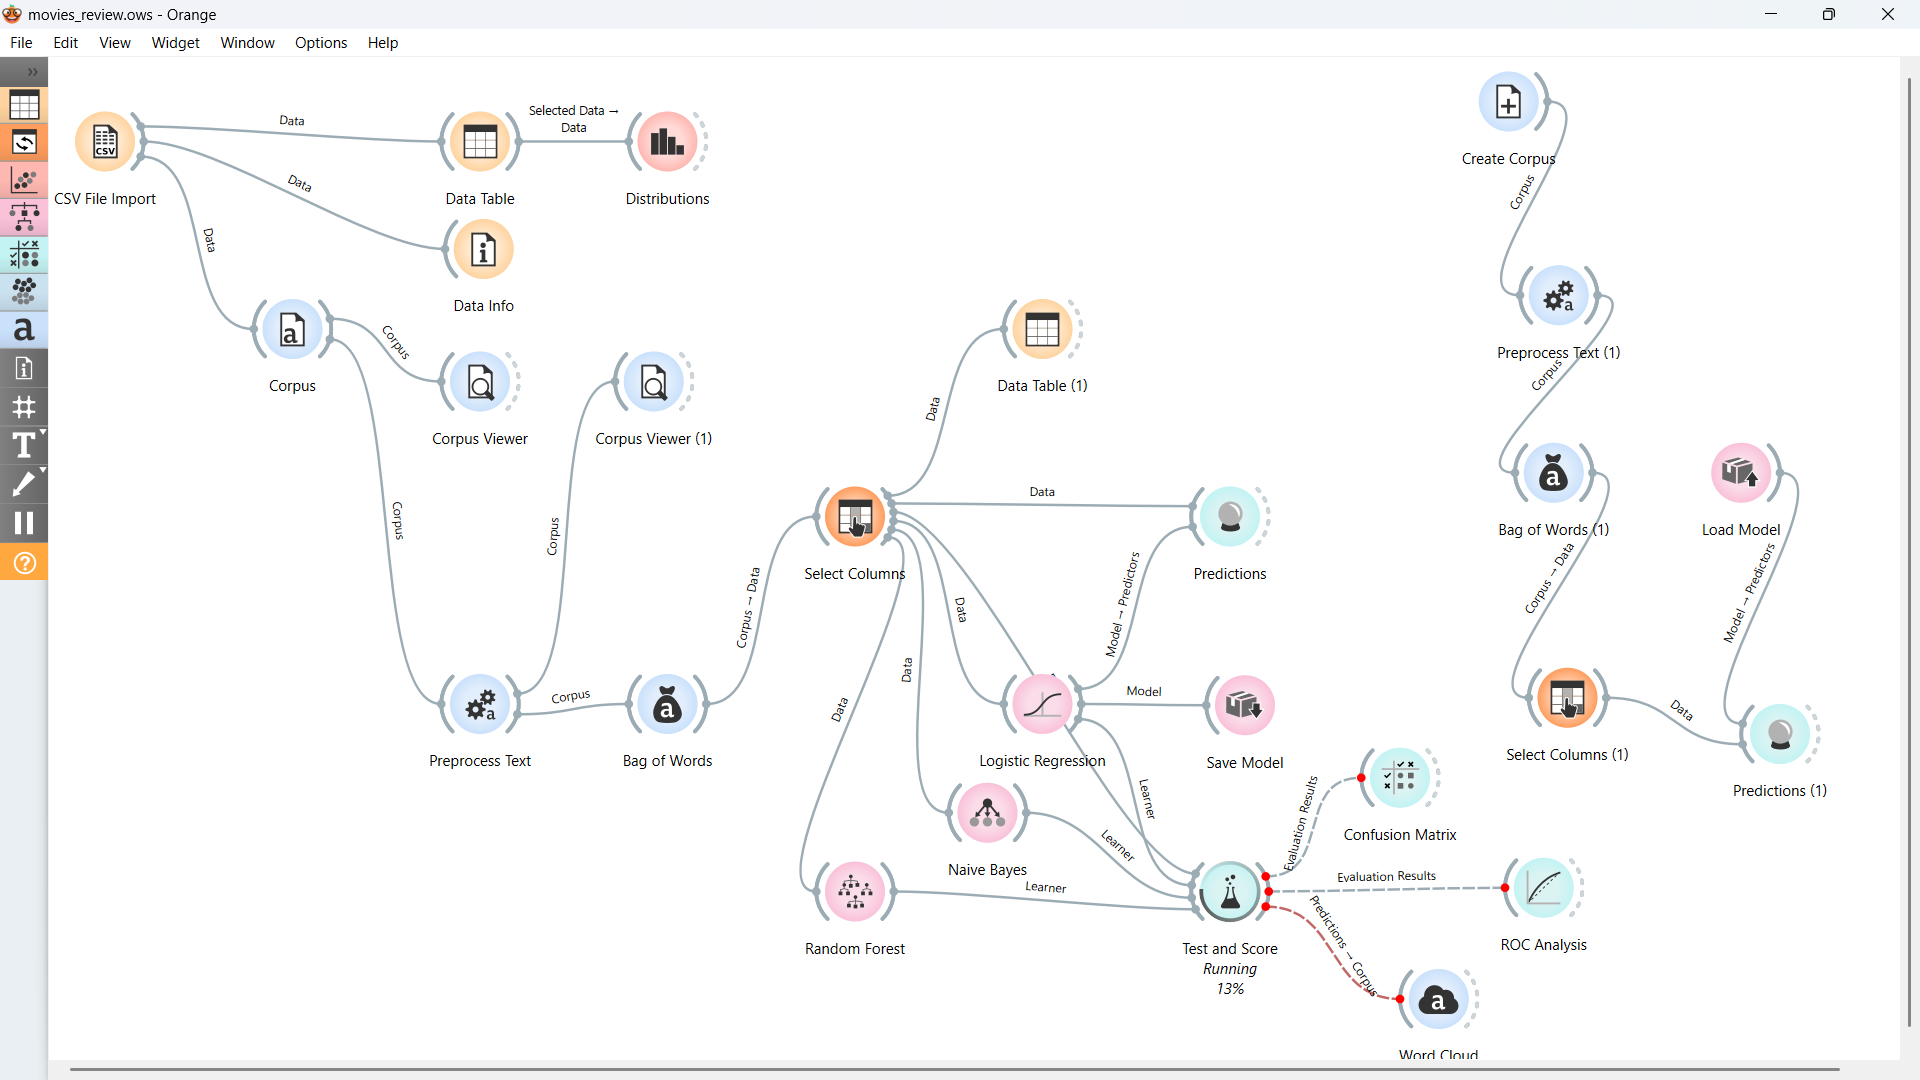 movies_review.ows - Orange
File Edit View Widget Window Options Help
Data
Selected Data →
Data
CSV File Import
Data Table
Distributions
Data
Data
Data Info
Corpus
Corpus
Corpus Viewer
Corpus Viewer (1)
Corpus
Corpus
Preprocess Text
Corpus
Bag of Words
Corpus → Data
Select Columns
Data
Data Table (1)
Data
Predictions
Model → Predictors
Data
Data
Data
Logistic Regression
Model
Save Model
Learner
Naive Bayes
Learner
Random Forest
Learner
Test and Score
Running
13%
Evaluation Results
Confusion Matrix
Evaluation Results
ROC Analysis
Predictions → Corpus
Word Cloud
Create Corpus
Corpus
Preprocess Text (1)
Corpus
Bag of Words (1)
Corpus → Data
Select Columns (1)
Data
Load Model
Model → Predictors
Predictions (1)